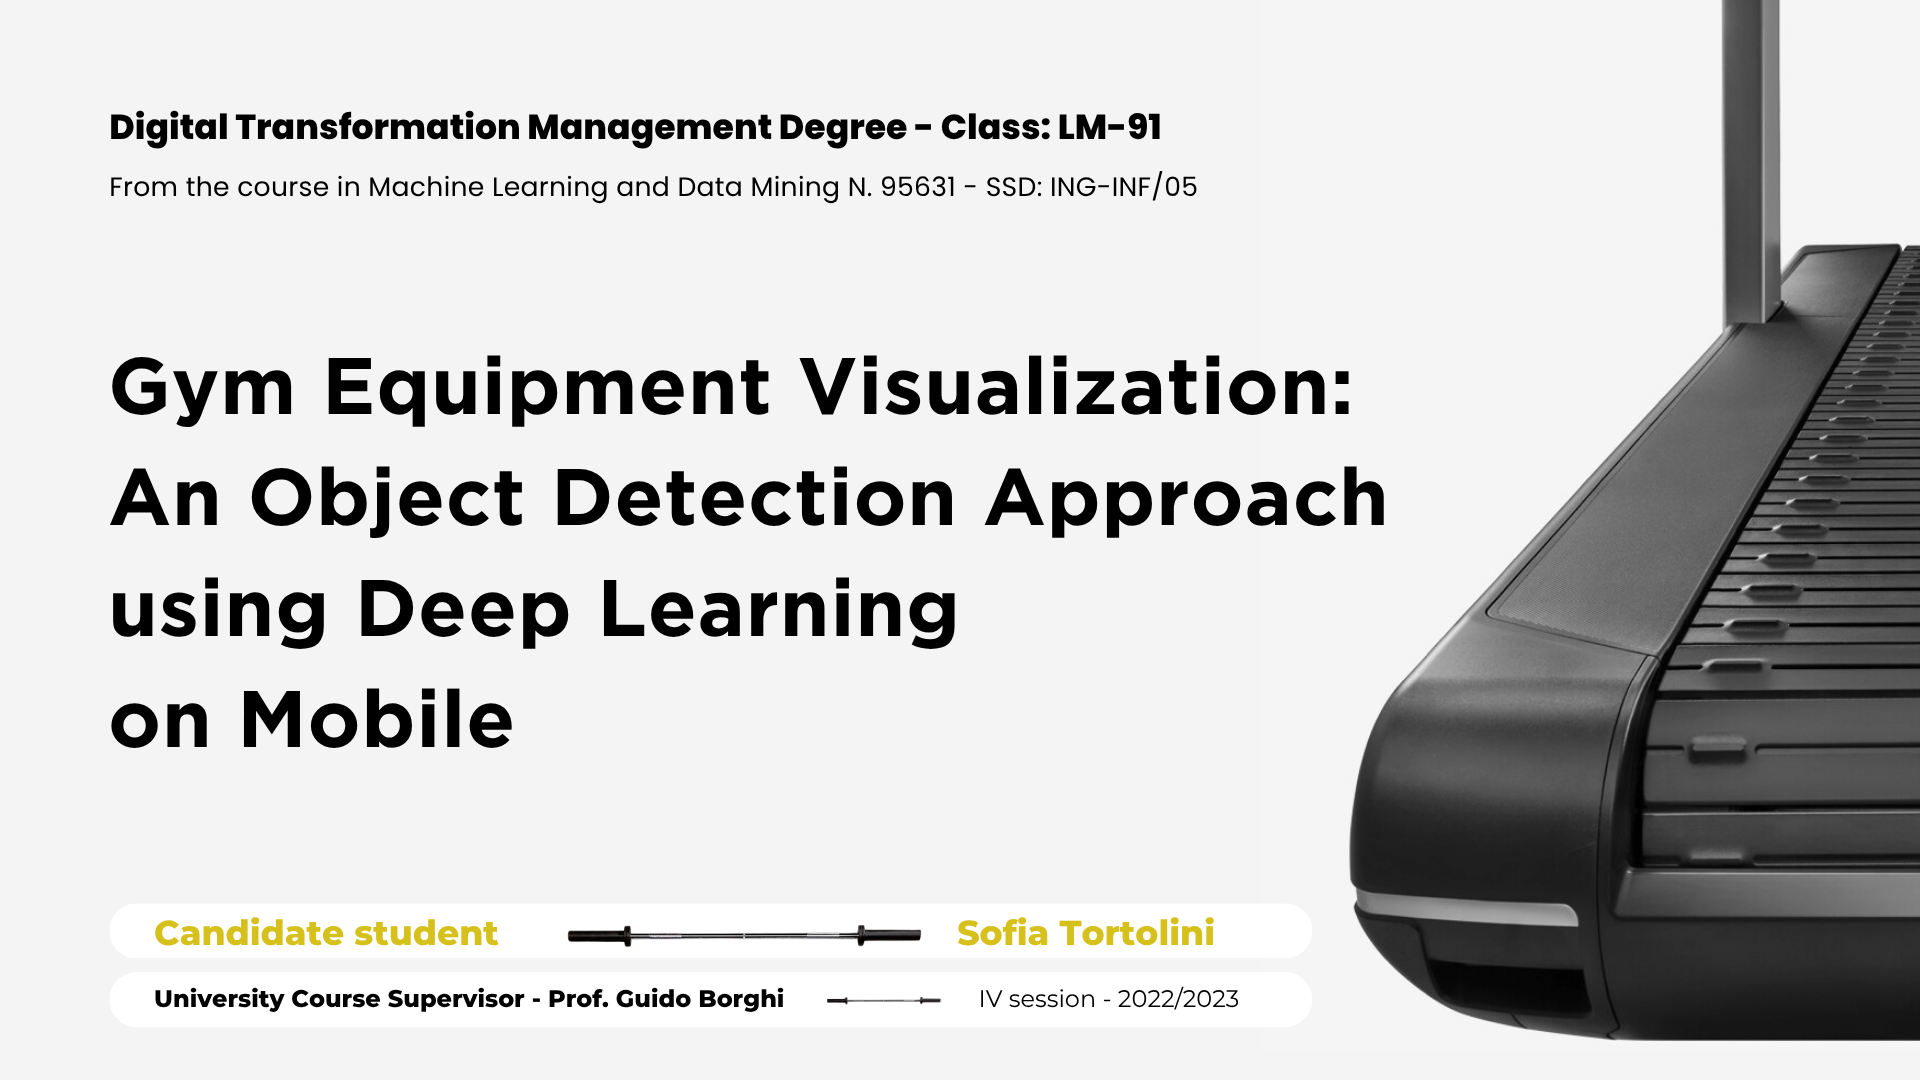 Digital Transformation Management Degree - Class: LM-91
From the course in Machine Learning and Data Mining N. 95631 - SSD: ING-INF/05
Gym Equipment Visualization:
An Object Detection Approach
using Deep Learning
on Mobile
Candidate student Sofia Tortolini
University Course Supervisor - Prof. Guido Borghi IV session - 2022/2023